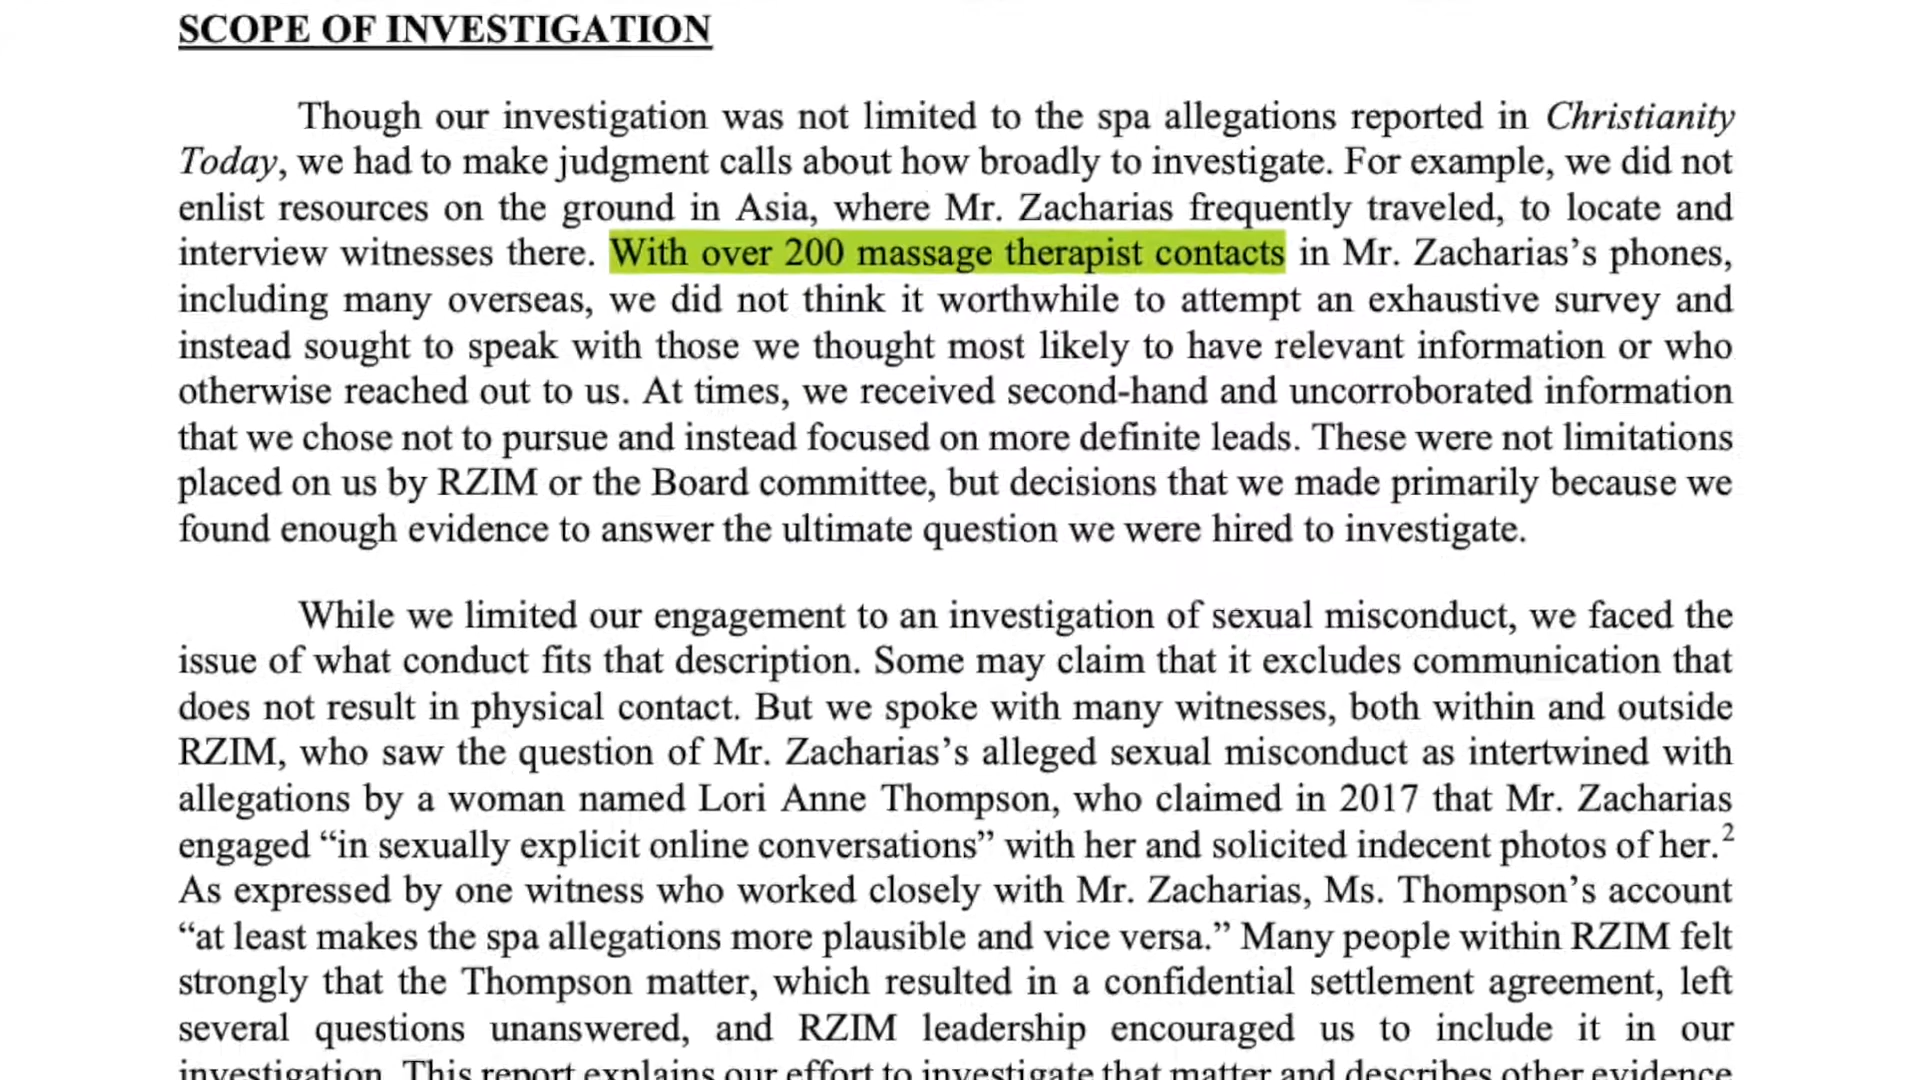 SCOPE OF INVESTIGATION
Though our investigation was not limited to the spa allegations reported in Christianity
Today, we had to make judgment calls about how broadly to investigate. For example, we did not
enlist resources on the ground in Asia, where Mr. Zacharias frequently traveled, to locate and
interview witnesses there. With over 200 massage therapist contacts in Mr. Zacharias’s phones,
including many overseas, we did not think it worthwhile to attempt an exhaustive survey and
instead sought to speak with those we thought most likely to have relevant information or who
otherwise reached out to us. At times, we received second-hand and uncorroborated information
that we chose not to pursue and instead focused on more definite leads. These were not limitations
placed on us by RZIM or the Board committee, but decisions that we made primarily because we
found enough evidence to answer the ultimate question we were hired to investigate.
While we limited our engagement to an investigation of sexual misconduct, we faced the
issue of what conduct fits that description. Some may claim that it excludes communication that
does not result in physical contact. But we spoke with many witnesses, both within and outside
RZIM, who saw the question of Mr. Zacharias’s alleged sexual misconduct as intertwined with
allegations by a woman named Lori Anne Thompson, who claimed in 2017 that Mr. Zacharias
engaged “in sexually explicit online conversations” with her and solicited indecent photos of her.2
As expressed by one witness who worked closely with Mr. Zacharias, Ms. Thompson’s account
“at least makes the spa allegations more plausible and vice versa.” Many people within RZIM felt
strongly that the Thompson matter, which resulted in a confidential settlement agreement, left
several questions unanswered, and RZIM leadership encouraged us to include it in our
investigation. This report explains our effort to investigate that matter and describes other evidence